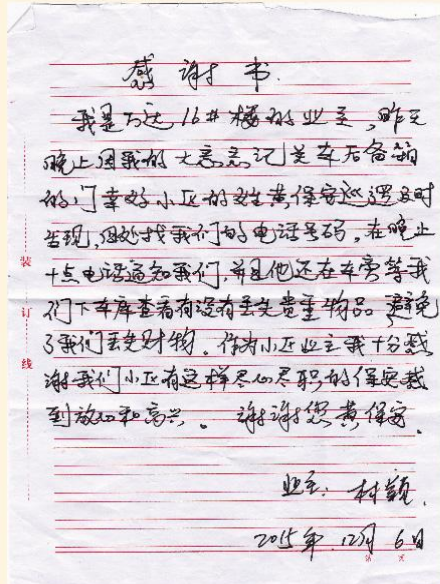 感谢书
我是万达16#楼的业主,昨天
晚上因我的大意忘记关车后备箱
的门幸好小区的姓黄保安巡逻及时
发现,四处找我们的电话号码,在晚上
十点电话通知我们,并且他还在车旁等我
们下车库查看有没有丢失贵重物品 避免
了我们丢失财物。作为小区业主我十分感
谢我们小区有这样尽心尽职的保安感
到放心和高兴。 谢谢您黄保安。
业主:
2015年12月6日
装
订
线